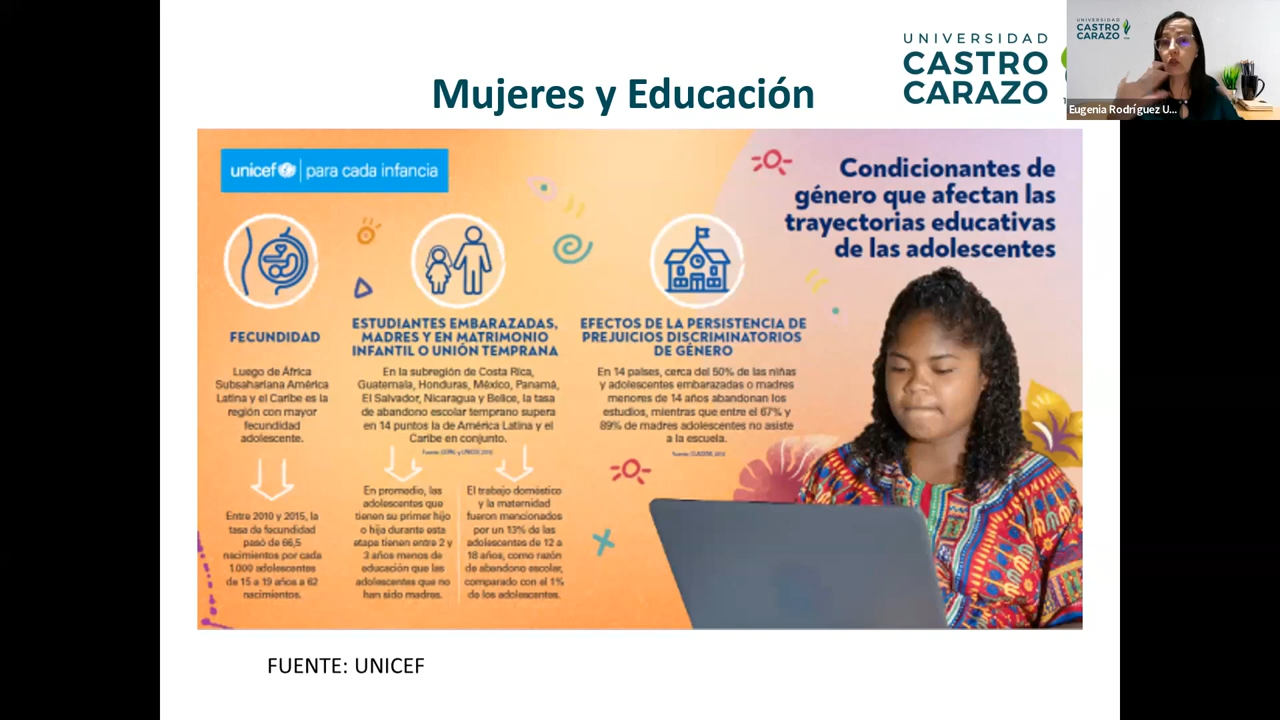 Mujeres y Educación
UNIVERSIDAD
CASTRO
CARAZO
UNIVERSIDAD
CASTRO
CARAZO
Eugenia Rodríguez U...
unicef para cada infancia
Condicionantes de
género que afectan las
trayectorias educativas
de las adolescentes
FECUNDIDAD
Luego de África
Subsahariana América
Latina y el Caribe es la
región con mayor
fecundidad
adolescente.
Entre 2010 y 2015, la
tasa de fecundidad
pasó de 66,5
nacimientos por cada
1.000 adolescentes
de 15 a 19 años a 62
nacimientos.
ESTUDIANTES EMBARAZADAS,
MADRES Y EN MATRIMONIO
INFANTIL O UNIÓN TEMPRANA
En la subregión de Costa Rica,
Guatemala, Honduras, México, Panamá,
El Salvador, Nicaragua y Belice, la tasa
de abandono escolar temprano supera
en 14 puntos la de América Latina y el
Caribe en conjunto.
En promedio, las
adolescentes que
tienen su primer hijo
o hija durante esta
etapa tienen entre 2 y
3 años menos de
educación que las
adolescentes que no
han sido madres.
El trabajo doméstico
y la maternidad
fueron mencionados
por un 13% de las
adolescentes de 12 a
18 años, como razón
de abandono escolar,
comparado con el 1%
de los adolescentes.
EFECTOS DE LA PERSISTENCIA DE
PREJUICIOS DISCRIMINATORIOS
DE GÉNERO
En 14 países, cerca del 50% de las niñas
y adolescentes embarazadas o madres
menores de 14 años abandonan los
estudios, mientras que entre el 67% y
89% de madres adolescentes no asiste
a la escuela.
FUENTE: UNICEF